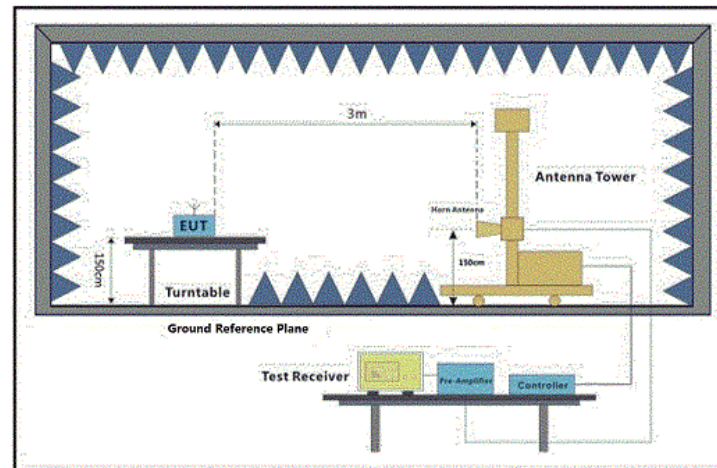 3m
Antenna Tower
Horn Antenna
EUT
150cm
150cm
Turntable
Ground Reference Plane
Test Receiver
Pre-Amplifier
Controller